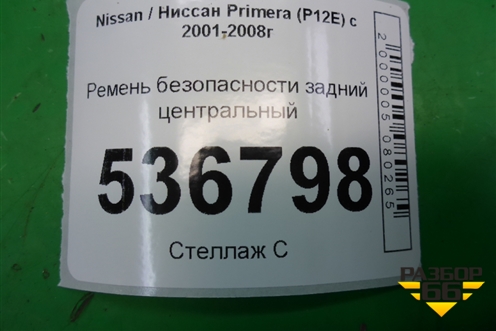 Nissan / Ниссан Primera (P12E) с
2001-2008г
Ремень безопасности задний
центральный
536798
Стеллаж С
2000005080265
РАЗБОР
66